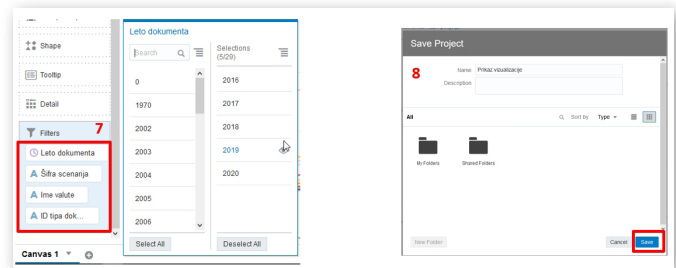 Shape
Tooltip
Detail
Filters
7
Leto dokumenta
A Šifra scenarija
A Ime valute
A ID tipa dok...
Canvas 1
Leto dokumenta
Search
0
1970
2002
2003
2004
2005
2006
Select All
Selections
(5/29)
2016
2017
2018
2019
2020
Deselect All
Save Project
8
Name Prikaz vizualizacije
Description
All
Sort by Type
My Folders Shared Folders
New Folder Cancel Save